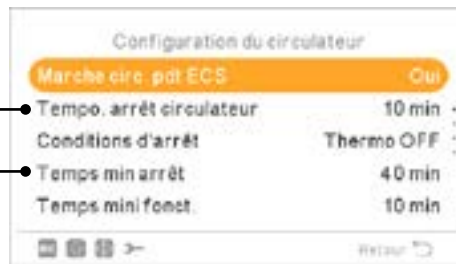 Configuration du circulateur
Marche circ. pdt ECS Oui
Tempo. arrêt circulateur 10 min
Conditions d'arrêt Thermo OFF
Temps min arrêt 40 min
Temps mini fonct. 10 min
Retour